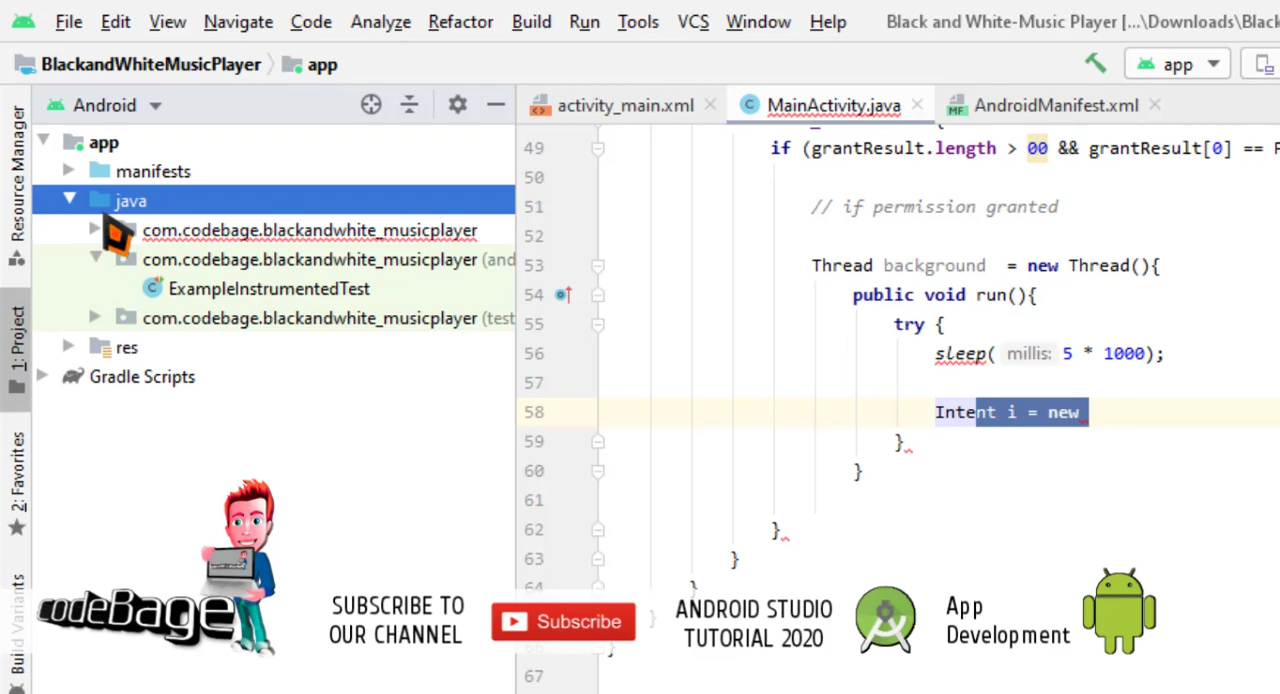 File Edit View Navigate Code Analyze Refactor Build Run Tools VCS Window Help Black and White-Music Player [...\Downloads\Black
BlackandWhiteMusicPlayer app app
Android activity_main.xml MainActivity.java AndroidManifest.xml
Resource Manager
1: Project
2: Favorites
Build Variants
app
manifests
java
com.codebage.blackandwhite_musicplayer
com.codebage.blackandwhite_musicplayer (and
ExampleInstrumentedTest
com.codebage.blackandwhite_musicplayer (test
res
Gradle Scripts
49 if (grantResult.length > 00 && grantResult[0] == P
50
51 // if permission granted
52
53 Thread background = new Thread(){
54 public void run(){
55 try {
56 sleep( millis: 5 * 1000);
57
58 Intent i = new
59 }
60 }
61
62 }
63 }
64 }
}
66 }
67
codeBage
SUBSCRIBE TO
OUR CHANNEL
Subscribe
ANDROID STUDIO
TUTORIAL 2020
App
Development